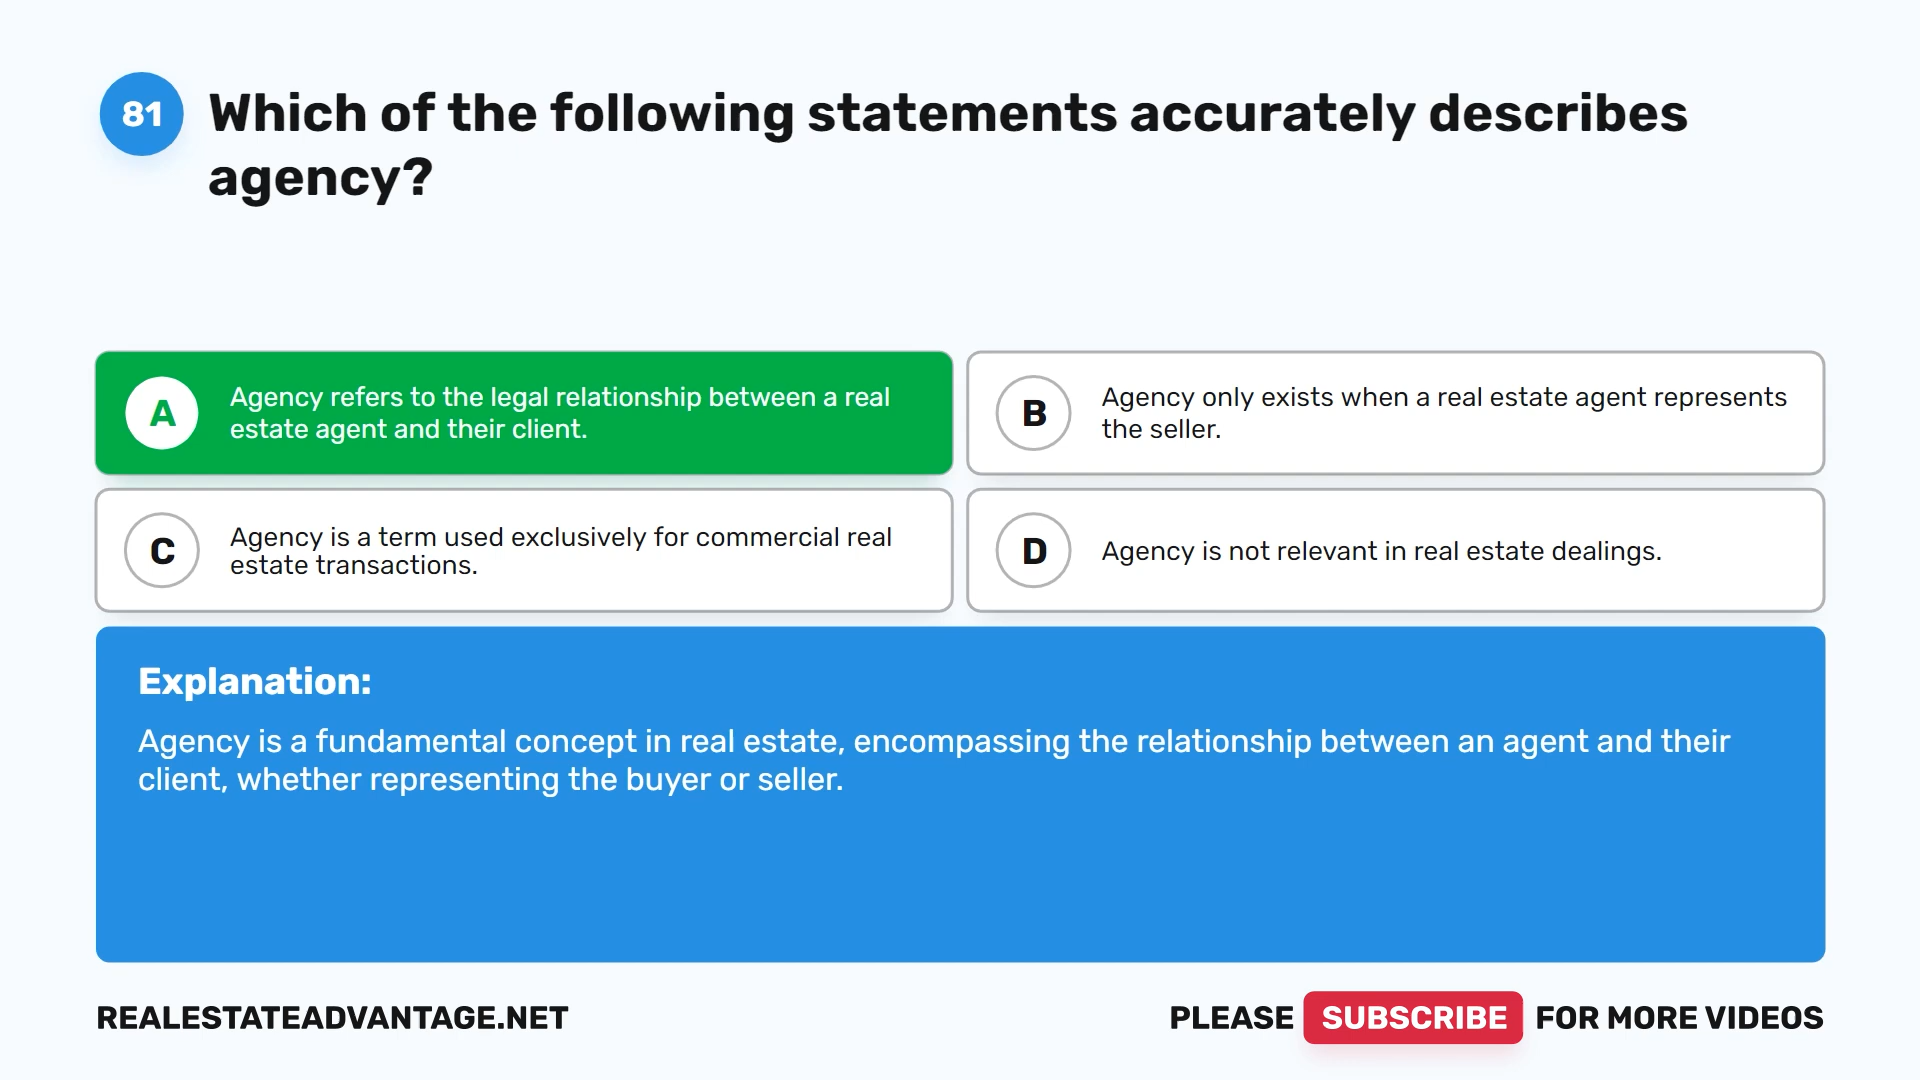 81
Which of the following statements accurately describes
agency?
A
Agency refers to the legal relationship between a real
estate agent and their client.
B
Agency only exists when a real estate agent represents
the seller.
C
Agency is a term used exclusively for commercial real
estate transactions.
D
Agency is not relevant in real estate dealings.
Explanation:
Agency is a fundamental concept in real estate, encompassing the relationship between an agent and their
client, whether representing the buyer or seller.
REALESTATEADVANTAGE.NET
PLEASE SUBSCRIBE FOR MORE VIDEOS